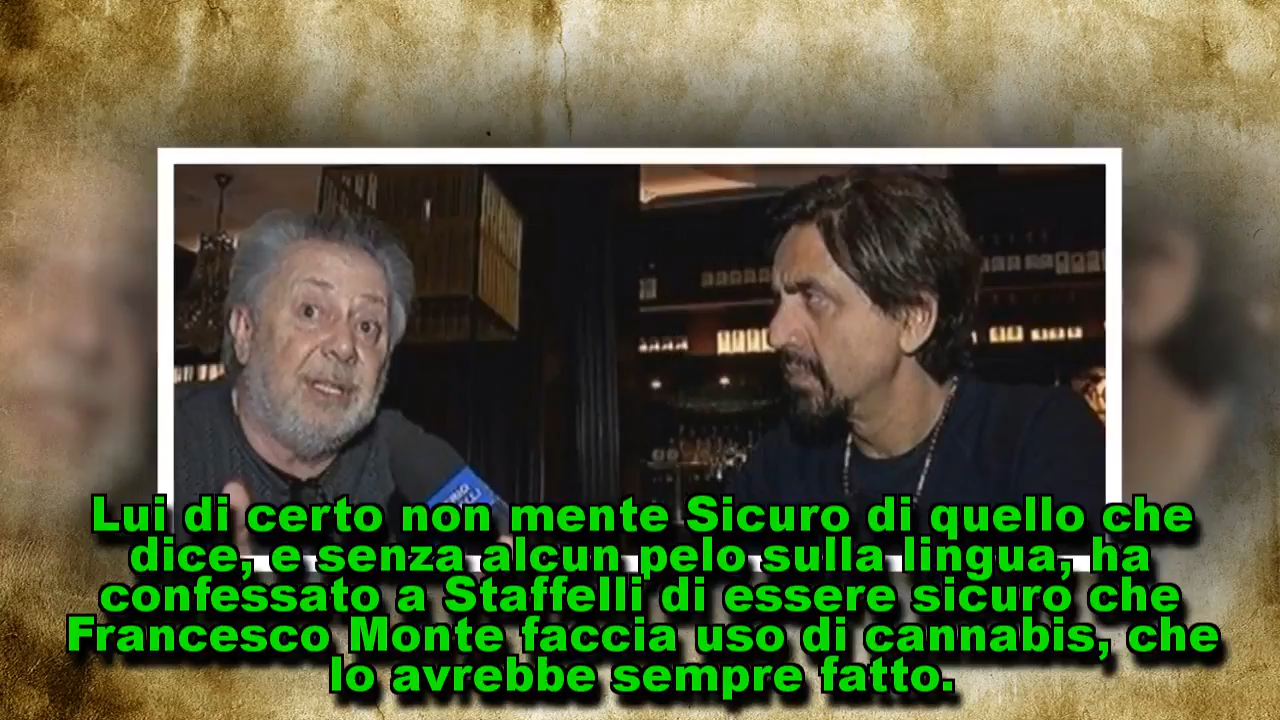 Lui di certo non mente Sicuro di quello che
dice, e senza alcun pelo sulla lingua, ha
confessato a Staffelli di essere sicuro che
Francesco Monte faccia uso di cannabis, che
lo avrebbe sempre fatto.